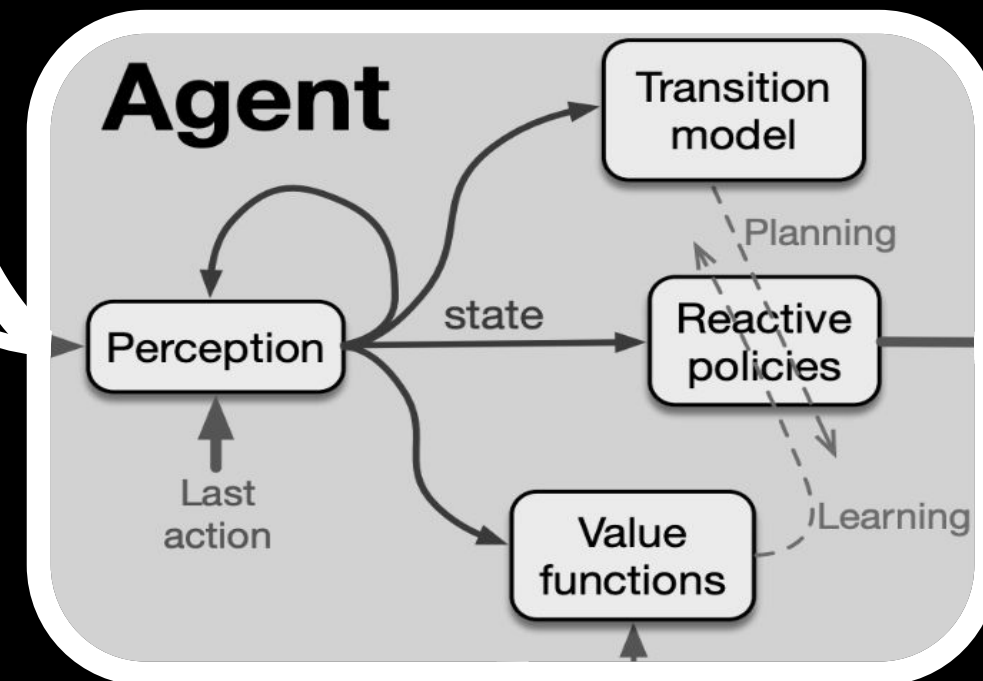 Agent
Transition
model
Planning
state
Reactive
policies
Perception
Last
action
Learning
Value
functions